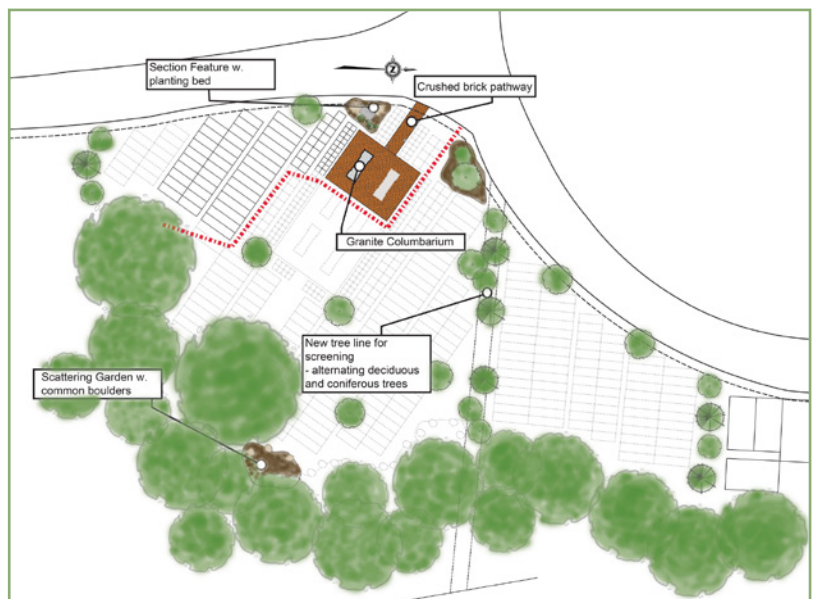 Section Feature w.
planting bed
Z
Crushed brick pathway
Granite Columbarium
New tree line for
screening
- alternating deciduous
and coniferous trees
Scattering Garden w.
common boulders